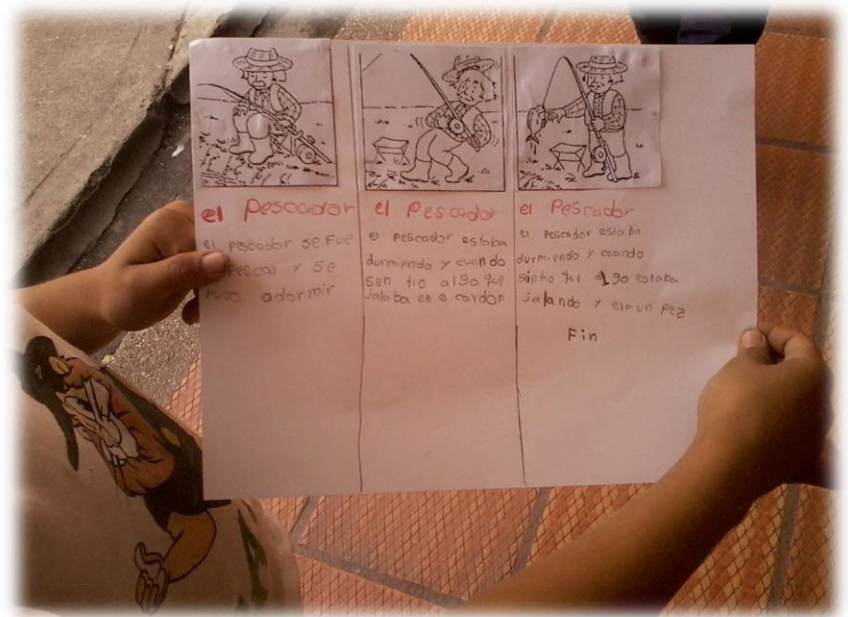 el Pescador
el pescador se Fue
pescar y se
puso adormir
el Pescador
el pescador estaba
durmiendo y cuando
sen tio algo que
Jalaba en e cordon
el Pescador
el pescador estaba
durmiendo y cuando
sintio que algo estaba
jalando y era un pez
Fin